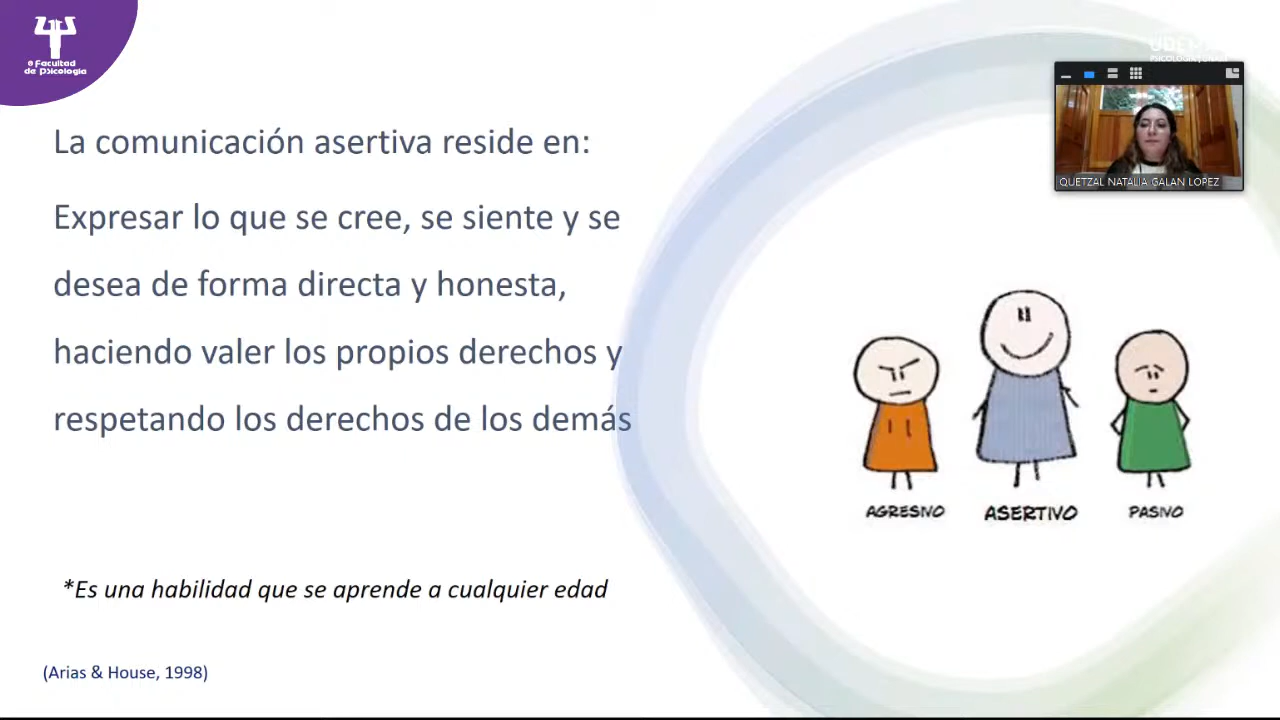 Facultad
de Psicología
La comunicación asertiva reside en:
Expresar lo que se cree, se siente y se
desea de forma directa y honesta,
haciendo valer los propios derechos y
respetando los derechos de los demás
*Es una habilidad que se aprende a cualquier edad
(Arias & House, 1998)
QUETZAL NATALIA GALAN LOPEZ
AGRESIVO
ASERTIVO
PASIVO